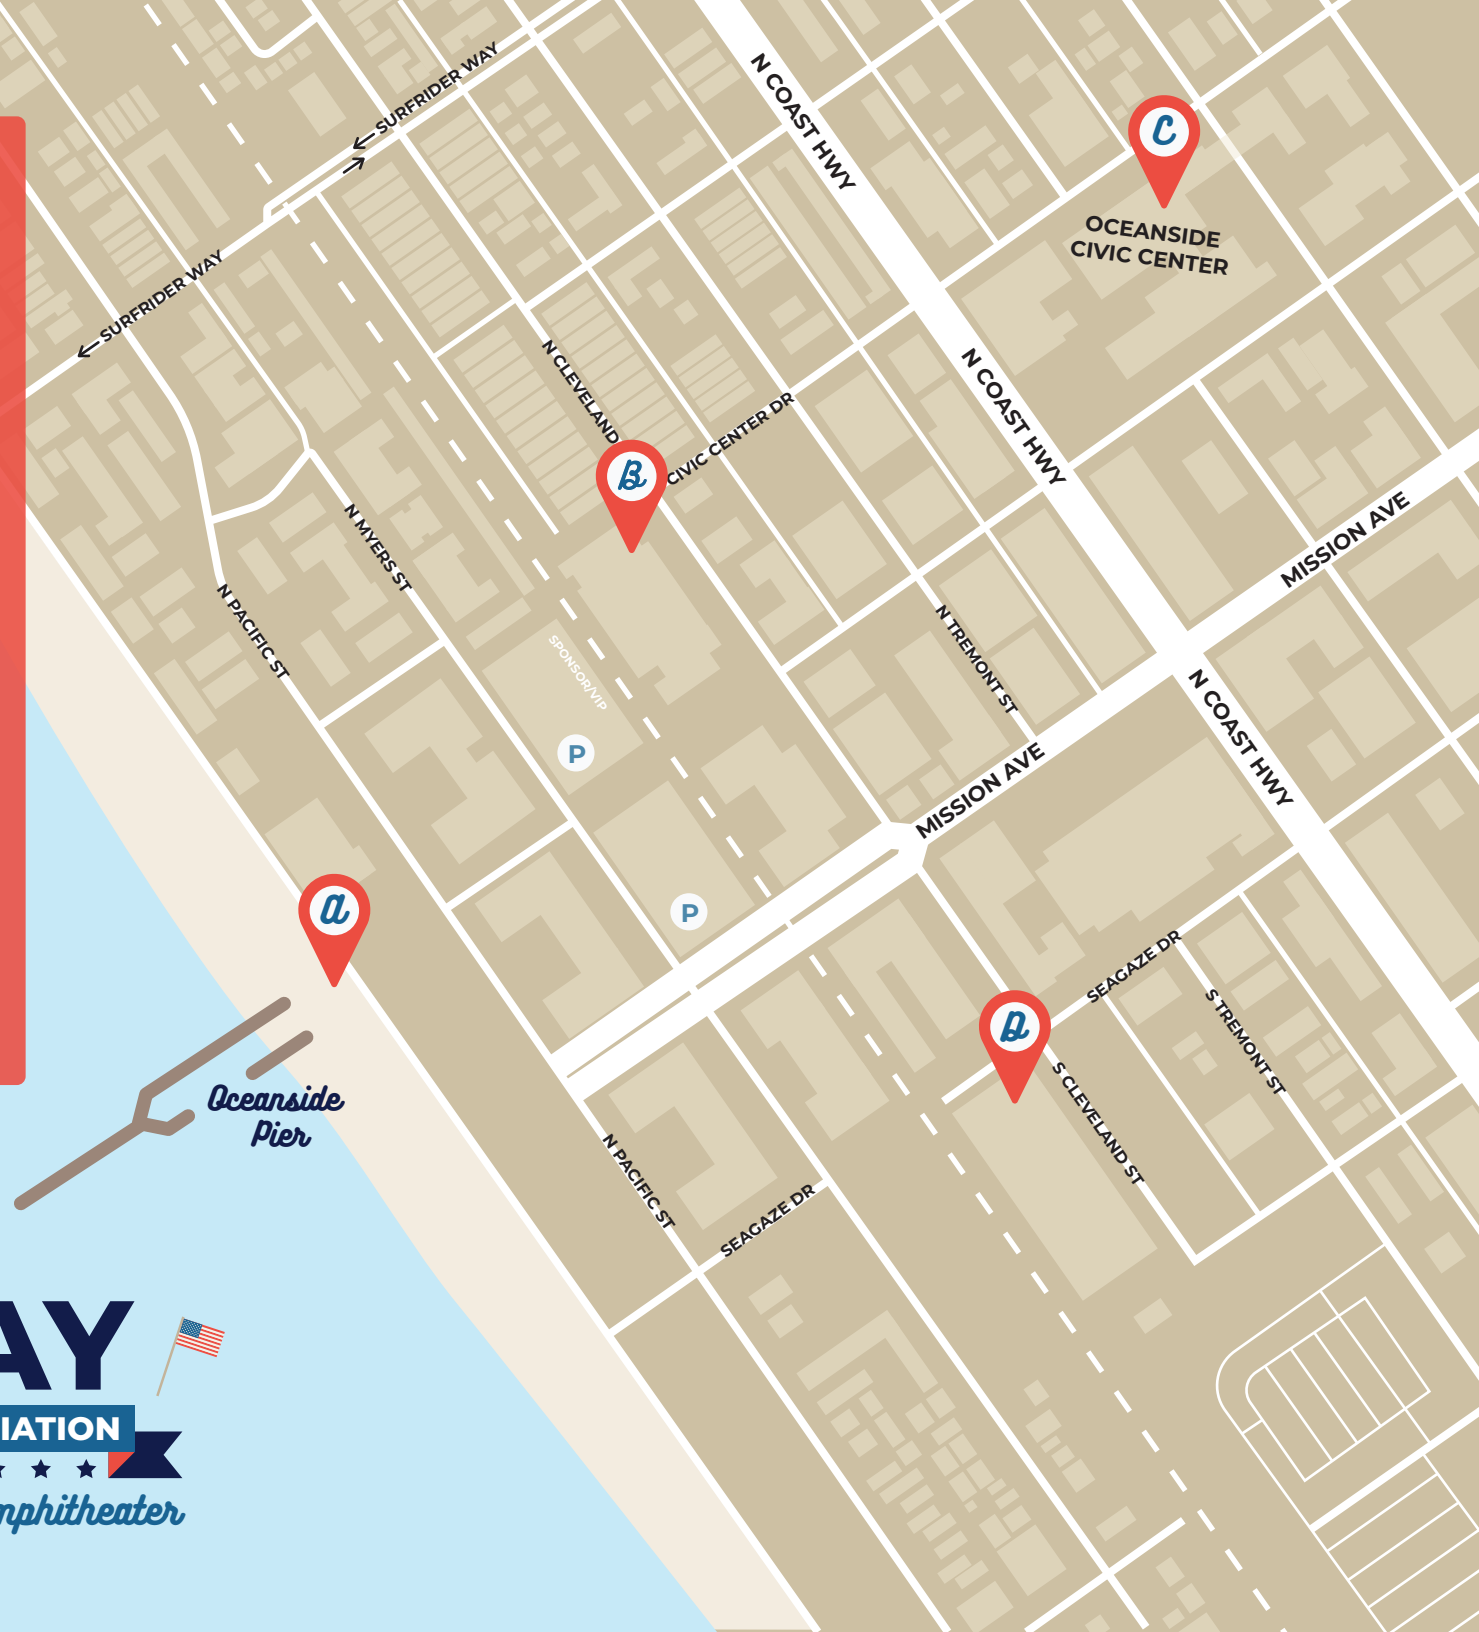 ← SURFRIDER WAY
N COAST HWY
C
OCEANSIDE
CIVIC CENTER
← SURFRIDER WAY
N CLEVELAND
N COAST HWY
CIVIC CENTER DR
B
N MYERS ST
MISSION AVE
N PACIFIC ST
SPONSOR/VIP
N TREMONT ST
P
N COAST HWY
MISSION AVE
a
P
SEAGAZE DR
D
S TREMONT ST
Oceanside
Pier
S CLEVELAND ST
N PACIFIC ST
SEAGAZE DR
AY
IATION
mphitheater